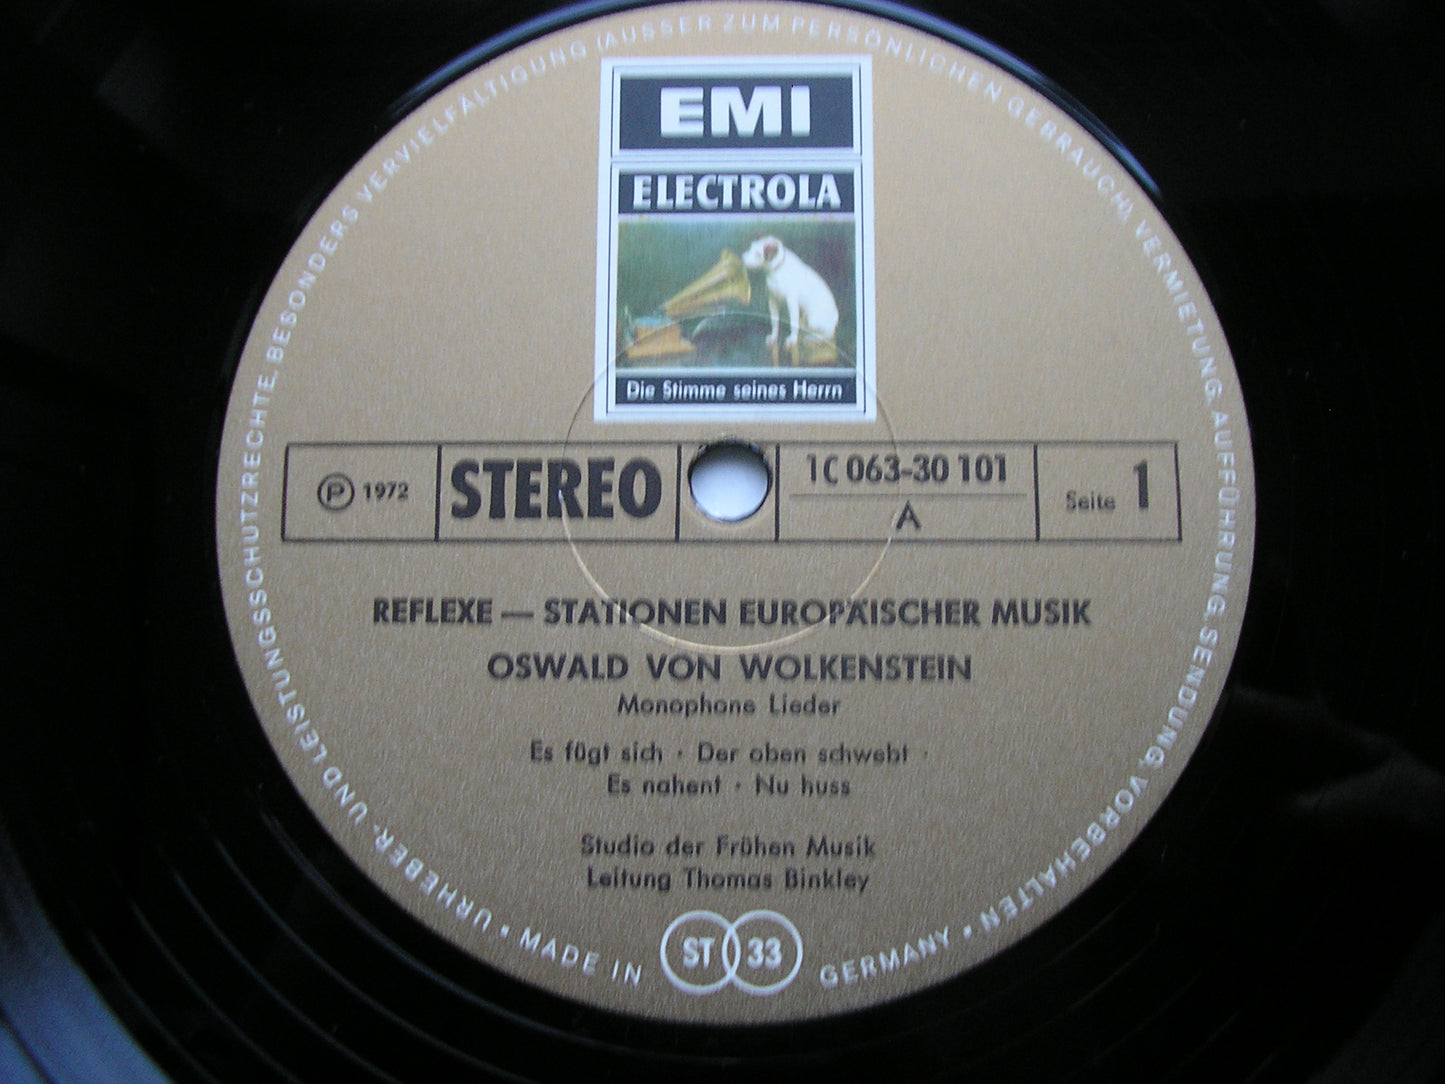 EMI
ELECTROLA
Die Stimme seines Herrn
℗ 1972
STEREO
1C 063-30 101
A
Seite 1
REFLEXE — STATIONEN EUROPÄISCHER MUSIK
OSWALD VON WOLKENSTEIN
Monophone Lieder
Es fügt sich · Der oben schwebt ·
Es nahent · Nu huss
Studio der Frühen Musik
Leitung Thomas Binkley
ST 33
MADE IN GERMANY
URHEBER- UND LEISTUNGSSCHUTZRECHTE, BESONDERS VERVIELFÄLTIGUNG (AUSSER ZUM PERSÖNLICHEN GEBRAUCH), VERMIETUNG, AUFFÜHRUNG, SENDUNG, VORBEHALTEN